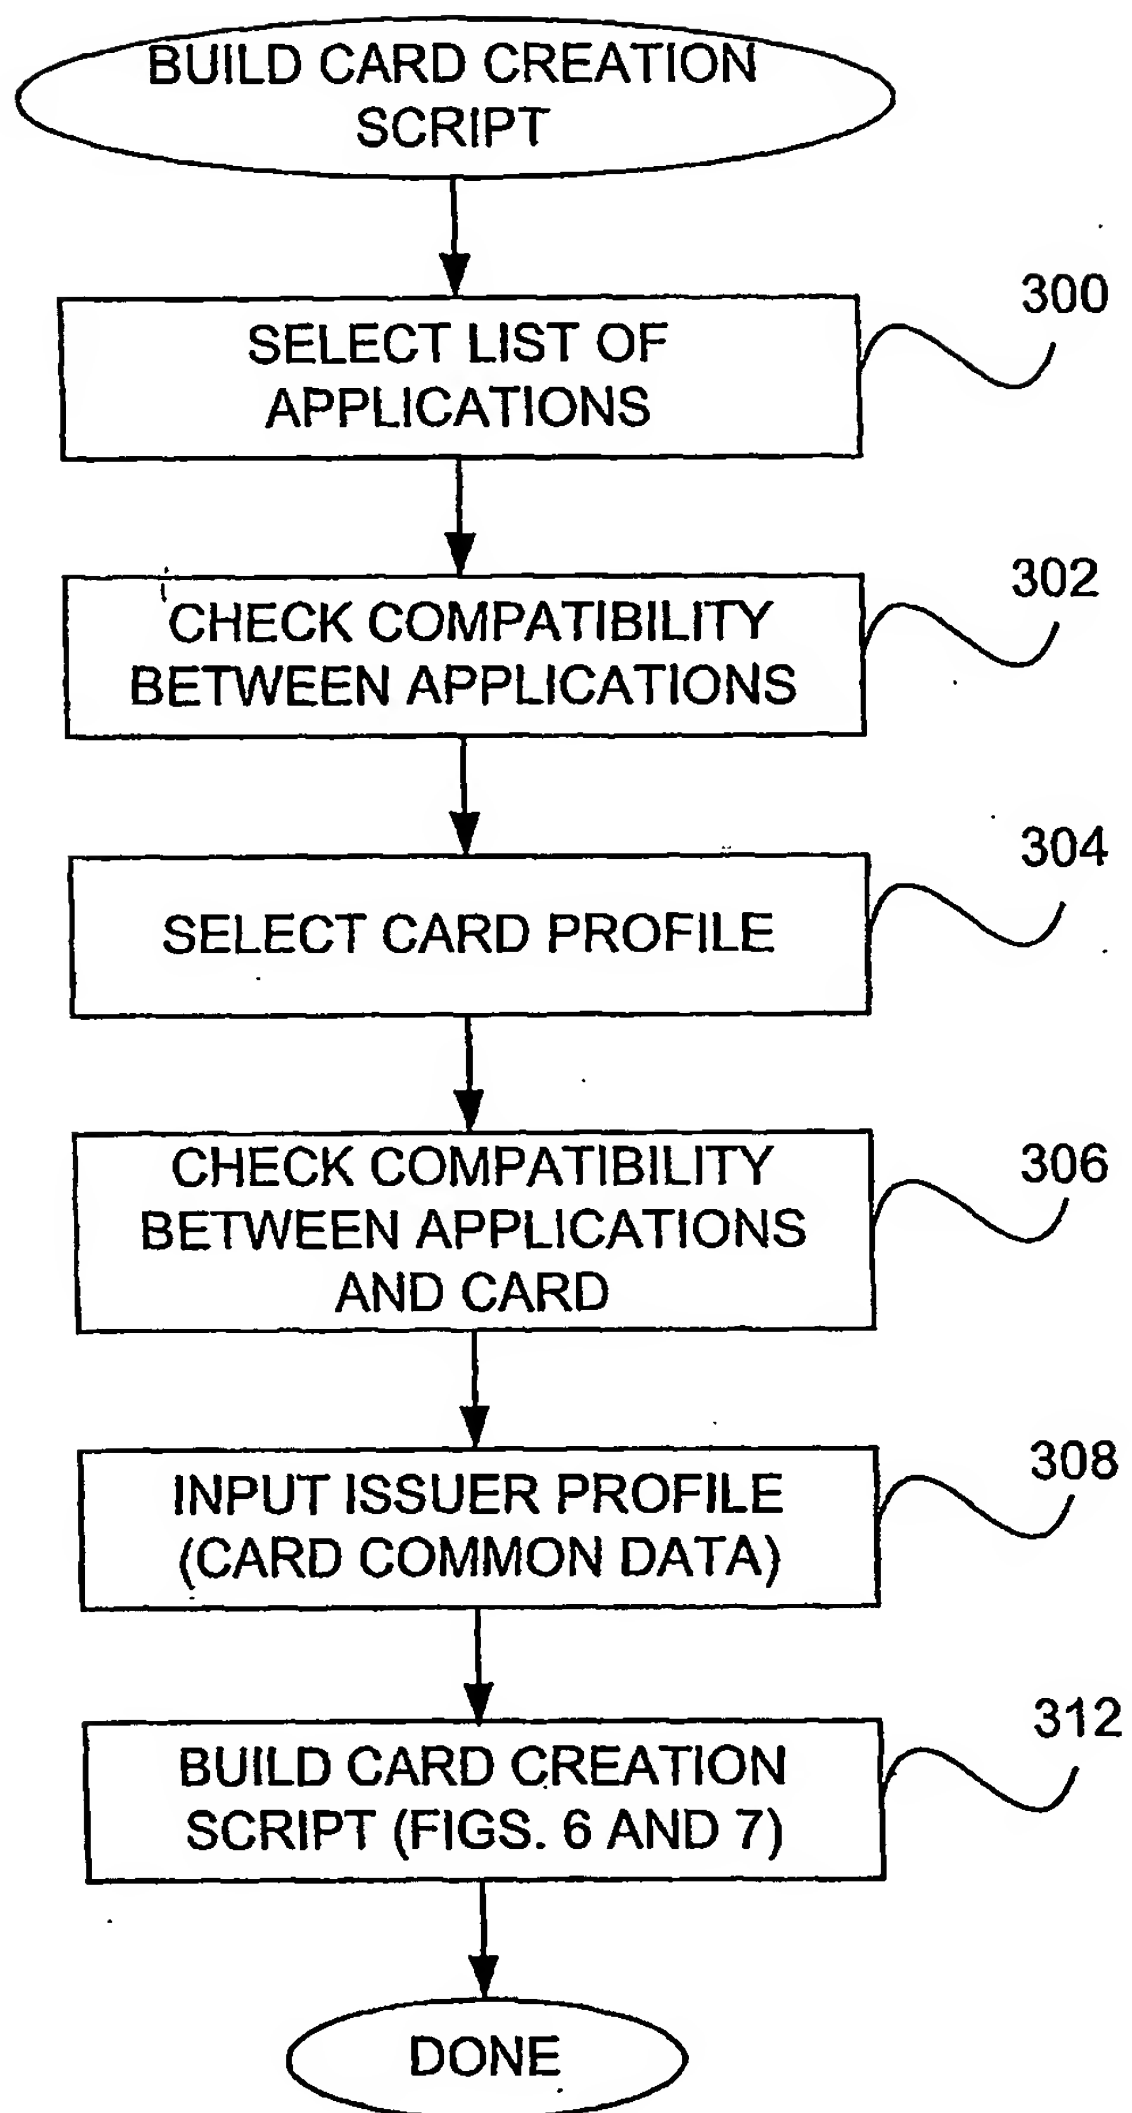 BUILD CARD CREATION
SCRIPT
300
SELECT LIST OF
APPLICATIONS
302
CHECK COMPATIBILITY
BETWEEN APPLICATIONS
304
SELECT CARD PROFILE
306
CHECK COMPATIBILITY
BETWEEN APPLICATIONS
AND CARD
308
INPUT ISSUER PROFILE
(CARD COMMON DATA)
312
BUILD CARD CREATION
SCRIPT (FIGS. 6 AND 7)
DONE